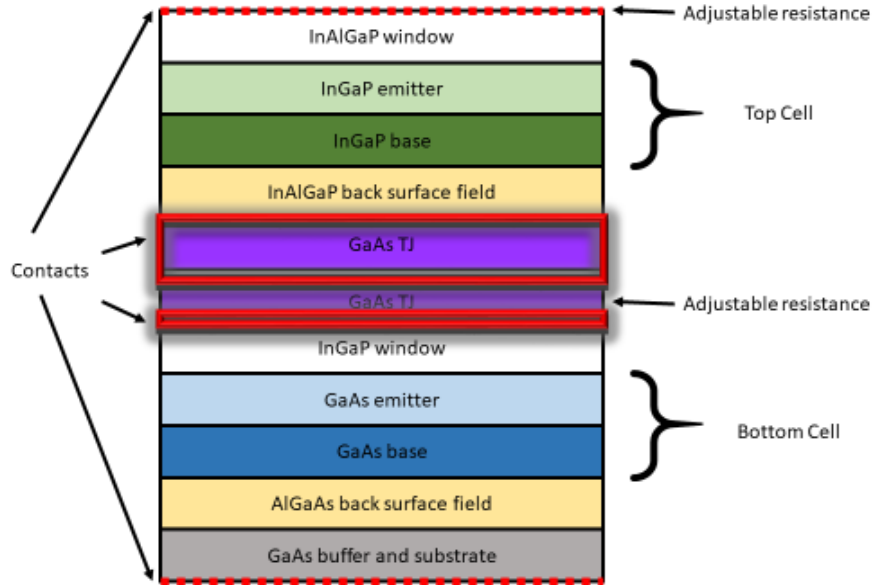 Adjustable resistance
InAlGaP window
InGaP emitter
Top Cell
InGaP base
InAlGaP back surface field
GaAs TJ
Contacts
GaAs TJ
Adjustable resistance
InGaP window
GaAs emitter
Bottom Cell
GaAs base
AlGaAs back surface field
GaAs buffer and substrate